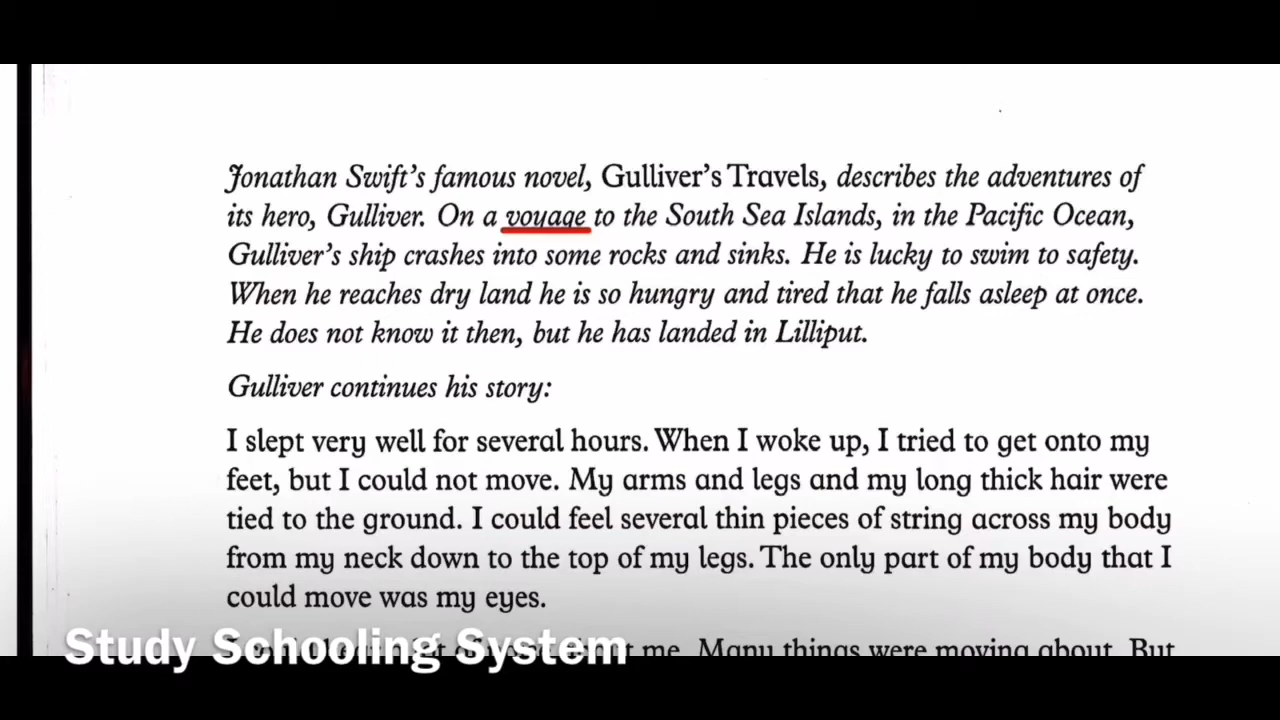 Jonathan Swift's famous novel, Gulliver's Travels, describes the adventures of
its hero, Gulliver. On a voyage to the South Sea Islands, in the Pacific Ocean,
Gulliver's ship crashes into some rocks and sinks. He is lucky to swim to safety.
When he reaches dry land he is so hungry and tired that he falls asleep at once.
He does not know it then, but he has landed in Lilliput.
Gulliver continues his story:
I slept very well for several hours. When I woke up, I tried to get onto my
feet, but I could not move. My arms and legs and my long thick hair were
tied to the ground. I could feel several thin pieces of string across my body
from my neck down to the top of my legs. The only part of my body that I
could move was my eyes.
me. Many things were moving about. But
Study Schooling System